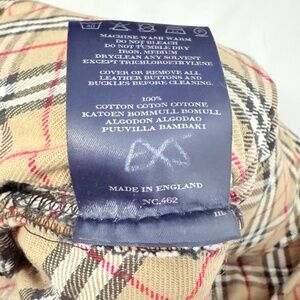 MACHINE WASH WARM
DO NOT BLEACH
DO NOT TUMBLE DRY
IRON, MEDIUM
DRYCLEAN ANY SOLVENT
EXCEPT TRICHLOROETHYLENE
COVER OR REMOVE ALL
LEATHER BUTTONS AND
BUCKLES BEFORE CLEANING.
100%
COTTON COTON COTONE
KATOEN BOMMULL BOMULL
ALGODON ALGODAO
PUUVILLA BAMBAKI
MADE IN ENGLAND
NC.462